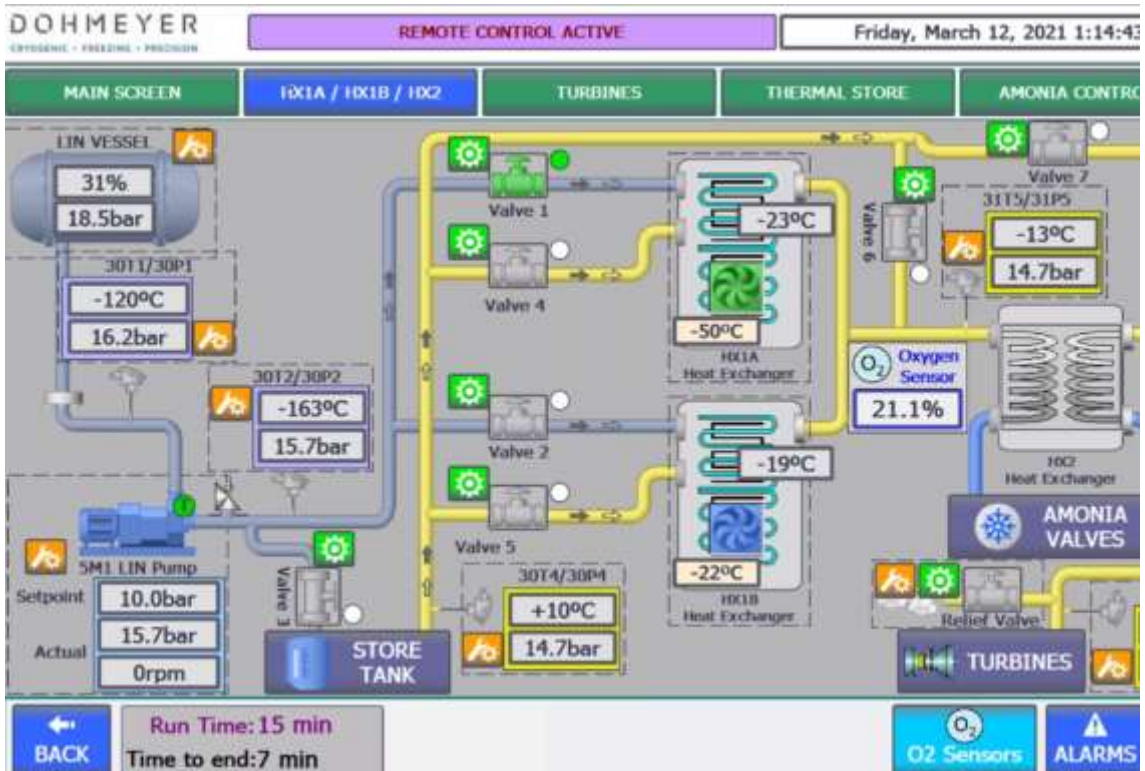 DOHMEYER
CRYOGENIC - FREEZING - PRECISION
REMOTE CONTROL ACTIVE
Friday, March 12, 2021 1:14:43
MAIN SCREEN
HX1A / HX1B / HX2
TURBINES
THERMAL STORE
AMONIA CONTRO
LIN VESSEL
31%
18.5bar
30T1/30P1
-120ºC
16.2bar
30T2/30P2
-163ºC
15.7bar
5M1 LIN Pump
Setpoint
10.0bar
Actual
15.7bar
0rpm
Valve 3
STORE
TANK
Valve 1
Valve 4
Valve 2
Valve 5
30T4/30P4
+10ºC
14.7bar
-23ºC
-50ºC
HX1A
Heat Exchanger
-19ºC
-22ºC
HX1B
Heat Exchanger
Valve 6
Valve 7
31T5/31P5
-13ºC
14.7bar
O2
Oxygen
Sensor
21.1%
HX2
Heat Exchanger
AMONIA
VALVES
Relief Valve
TURBINES
BACK
Run Time: 15 min
Time to end:7 min
O2
O2 Sensors
ALARMS